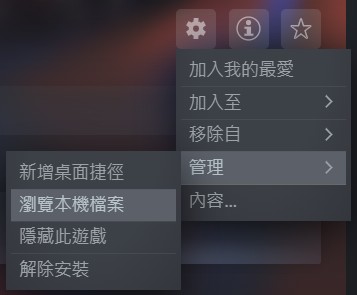 加入我的最愛
加入至
移除自
管理
內容...
新增桌面捷徑
瀏覽本機檔案
隱藏此遊戲
解除安裝